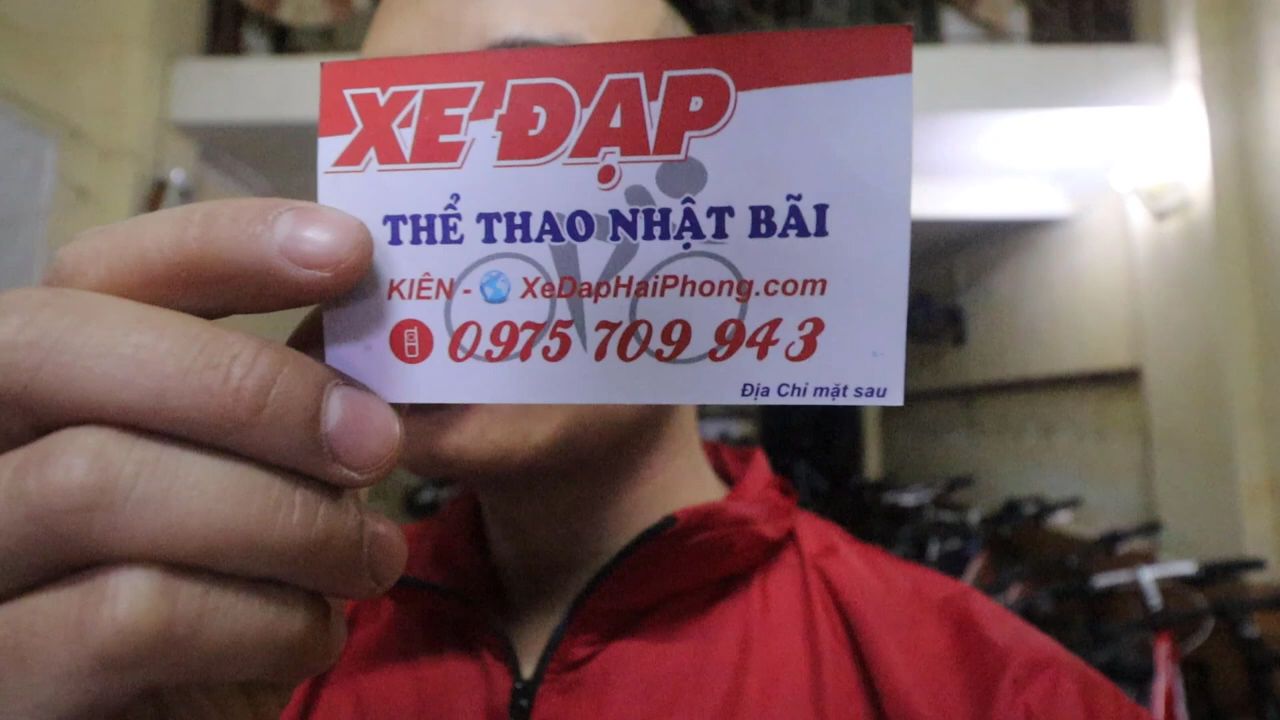 XE ĐẠP
THỂ THAO NHẬT BÃI
KIÊN - XeDapHaiPhong.com
0975 709 943
Địa Chỉ mặt sau